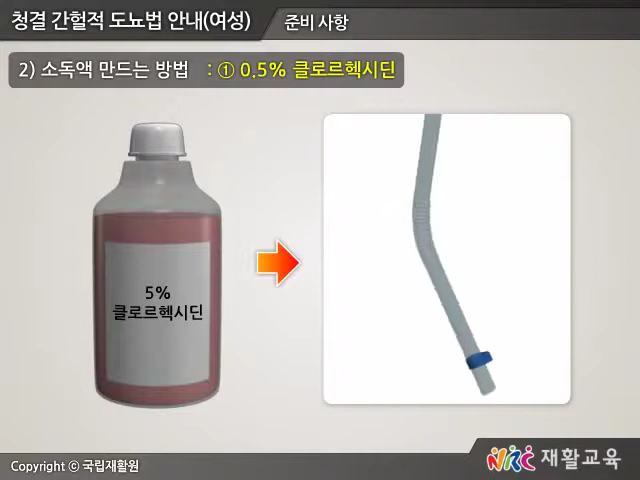 청결 간헐적 도뇨법 안내(여성)
준비 사항
2) 소독액 만드는 방법 : ① 0.5% 클로르헥시딘
5%
클로르헥시딘
Copyright ⓒ 국립재활원
NRC 재활교육